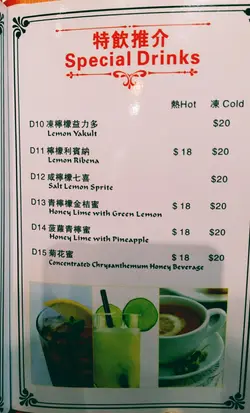 特飲推介
Special Drinks
熱Hot 凍 Cold
D10 凍檸檬益力多 $20
Lemon Yakult
D11 檸檬利賓納 $18 $20
Lemon Ribena
D12 咸檸檬七喜 $20
Salt Lemon Sprite
D13 青檸檬金桔蜜 $18 $20
Honey Lime with Green Lemon
D14 菠蘿青檸蜜 $18 $20
Honey Lime with Pineapple
D15 菊花蜜 $18 $20
Concentrated Chrysanthemum Honey Beverage